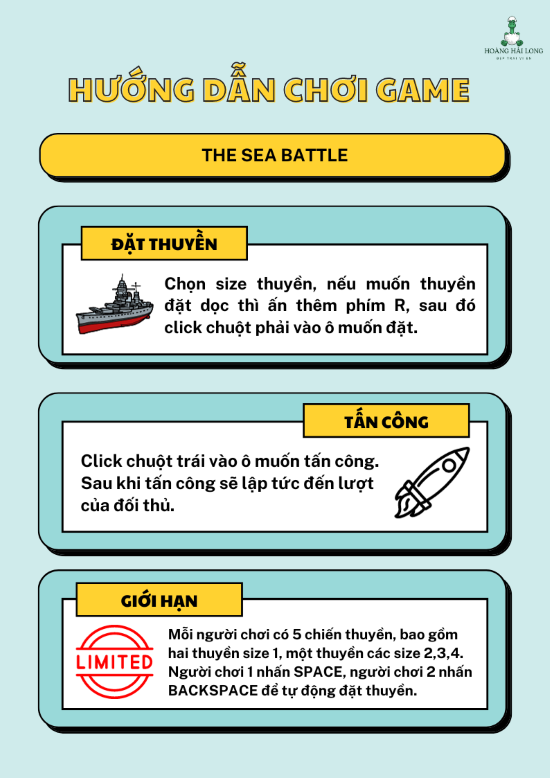 HOÀNG HẢI LONG
HƯỚNG DẪN CHƠI GAME
THE SEA BATTLE
ĐẶT THUYỀN
Chọn size thuyền, nếu muốn thuyền
đặt dọc thì ấn thêm phím R, sau đó
click chuột phải vào ô muốn đặt.
TẤN CÔNG
Click chuột trái vào ô muốn tấn công.
Sau khi tấn công sẽ lập tức đến lượt
của đối thủ.
GIỚI HẠN
LIMITED
Mỗi người chơi có 5 chiến thuyền, bao gồm
hai thuyền size 1, một thuyền các size 2,3,4.
Người chơi 1 nhấn SPACE, người chơi 2 nhấn
BACKSPACE để tự động đặt thuyền.